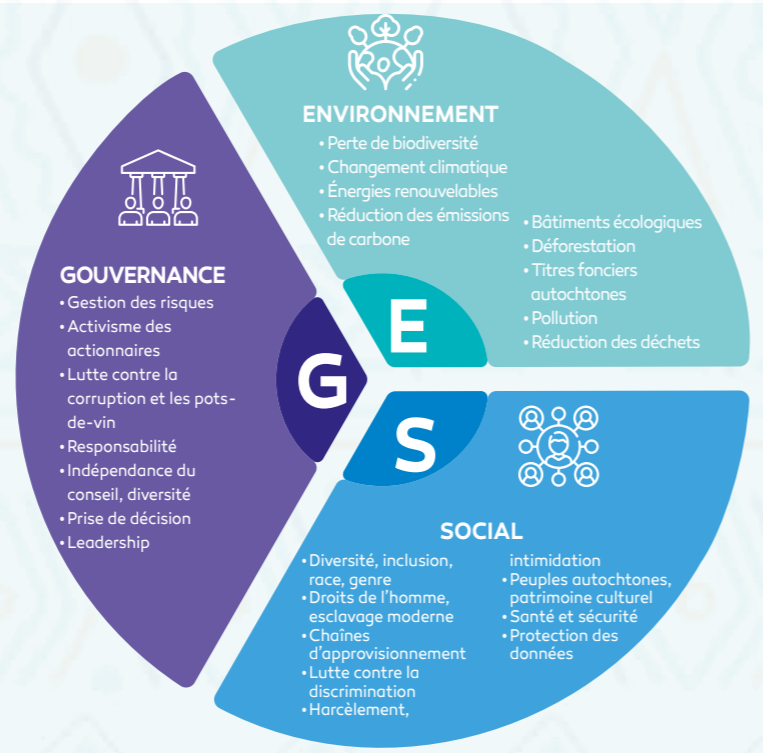 ENVIRONNEMENT
• Perte de biodiversité
• Changement climatique
• Énergies renouvelables
• Réduction des émissions
de carbone
• Bâtiments écologiques
• Déforestation
• Titres fonciers
autochtones
• Pollution
• Réduction des déchets
E
GOUVERNANCE
• Gestion des risques
• Activisme des
actionnaires
• Lutte contre la
corruption et les pots-
de-vin
• Responsabilité
• Indépendance du
conseil, diversité
• Prise de décision
• Leadership
G
S
SOCIAL
• Diversité, inclusion,
race, genre
• Droits de l'homme,
esclavage moderne
• Chaînes
d'approvisionnement
• Lutte contre la
discrimination
• Harcèlement,
intimidation
• Peuples autochtones,
patrimoine culturel
• Santé et sécurité
• Protection des
données